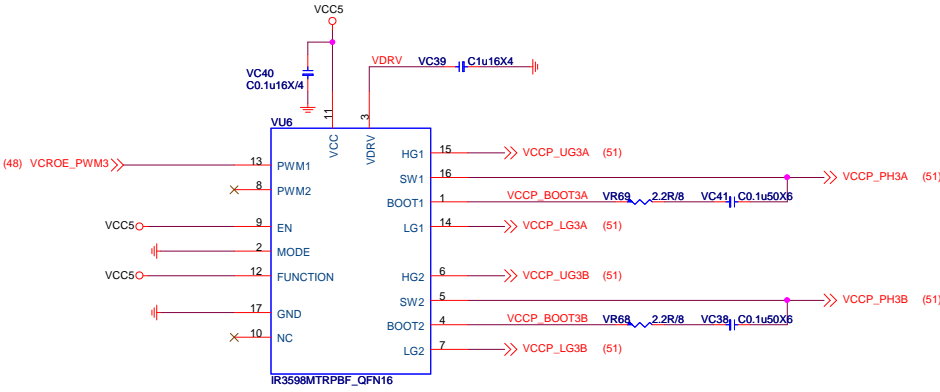 VCC5
VDRV
VC39
C1u16X4
VC40
C0.1u16X/4
11
3
VU6
VCC
VDRV
(48) VCROE_PWM3
13
PWM1
HG1
15
VCCP_UG3A (51)
8
PWM2
SW1
16
VCCP_PH3A (51)
BOOT1
1
VCCP_BOOT3A
VR69
2.2R/8
VC41
C0.1u50X6
VCC5
9
EN
LG1
14
VCCP_LG3A (51)
2
MODE
VCC5
12
FUNCTION
HG2
6
VCCP_UG3B (51)
SW2
5
VCCP_PH3B (51)
17
GND
BOOT2
4
VCCP_BOOT3B
VR68
2.2R/8
VC38
C0.1u50X6
10
NC
LG2
7
VCCP_LG3B (51)
IR3598MTRPBF_QFN16